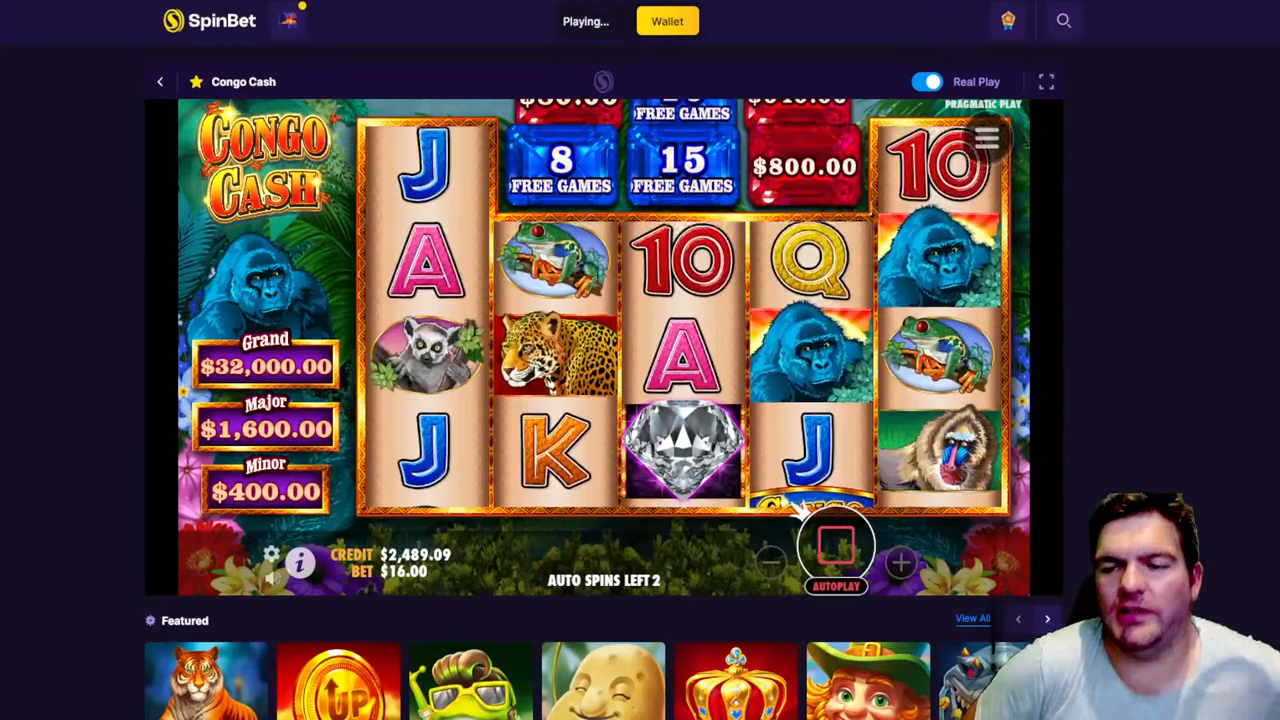 SpinBet
Playing...
Wallet
Congo Cash
Real Play
PRAGMATIC PLAY
CONGO
CASH
FREE GAMES
8
FREE GAMES
15
FREE GAMES
$800.00
J
10
A
10
Q
A
J
K
J
Grand
$32,000.00
Major
$1,600.00
Minor
$400.00
CREDIT $2,489.09
BET $16.00
AUTO SPINS LEFT 2
AUTOPLAY
Featured
View All
UP